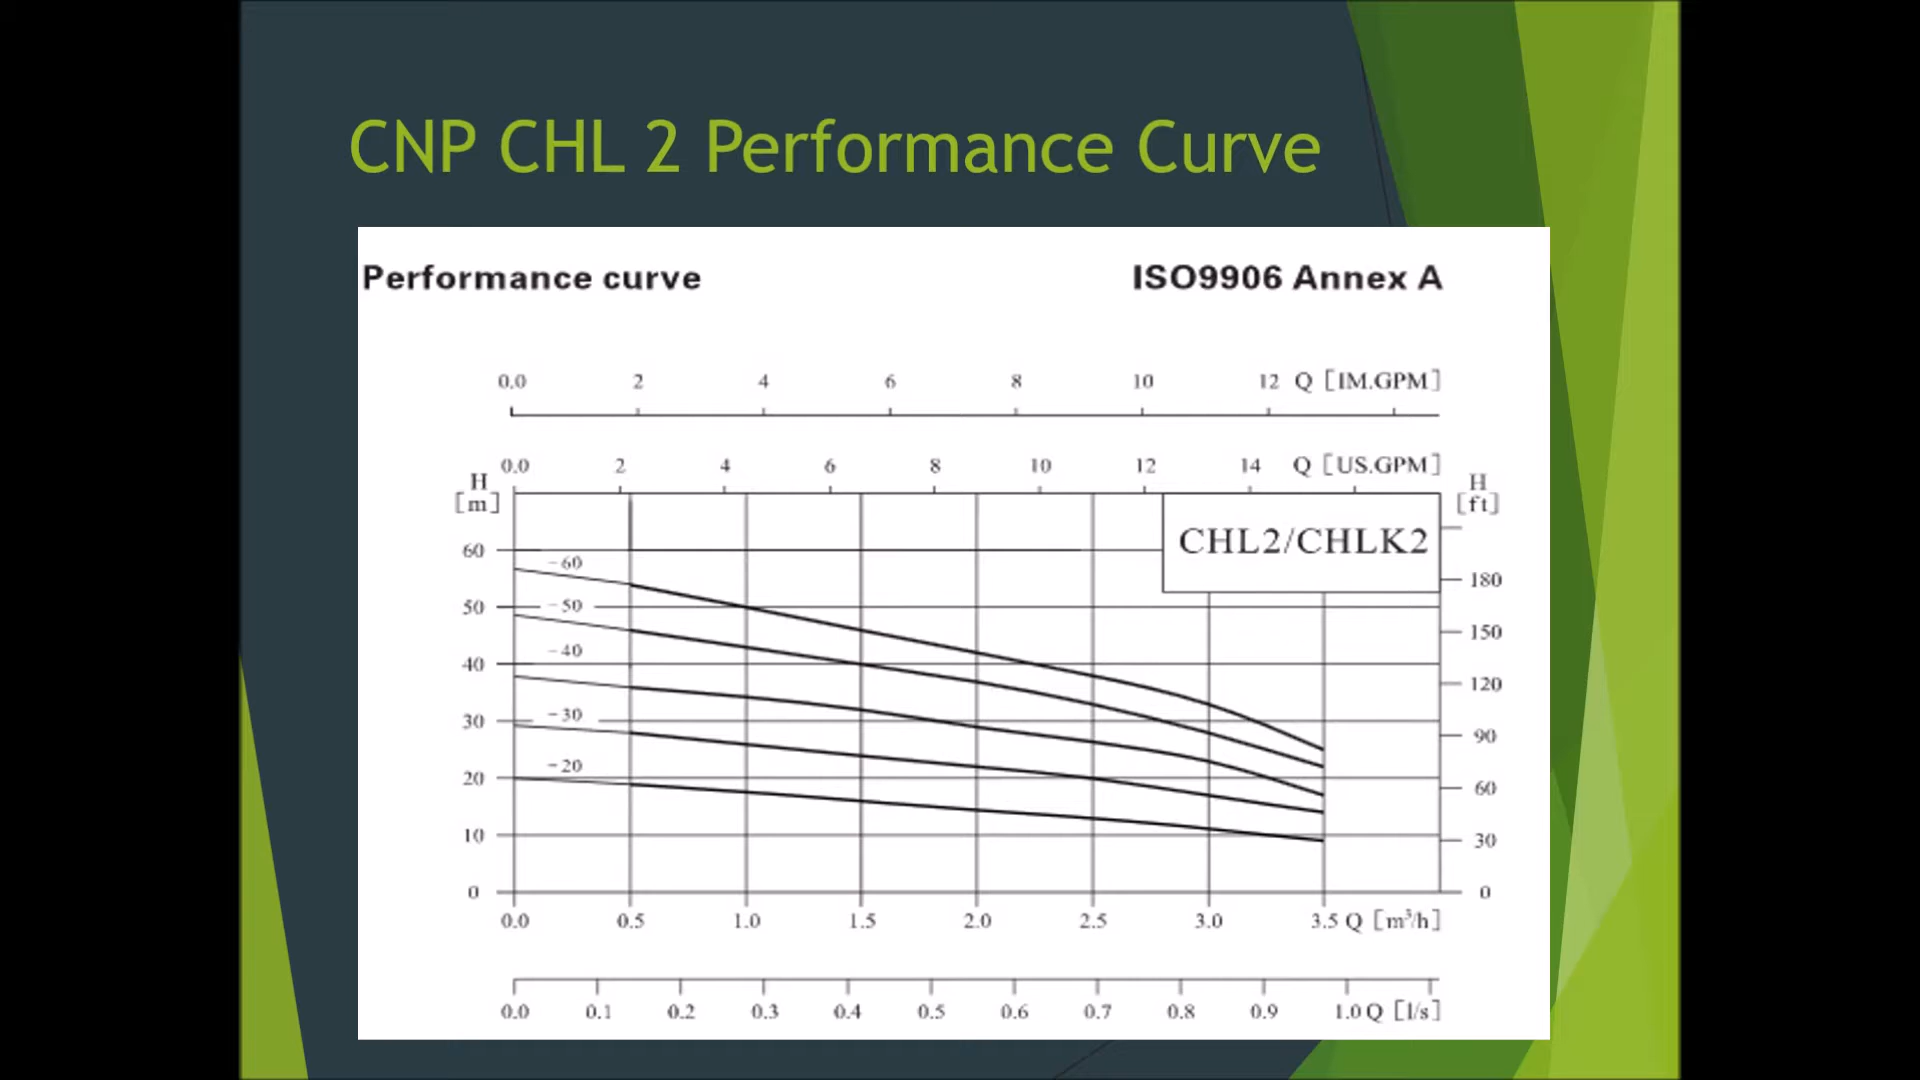 CNP CHL 2 Performance Curve
Performance curve ISO9906 Annex A
0.0 2 4 6 8 10 12 Q [IM.GPM]
0.0 2 4 6 8 10 12 14 Q [US.GPM]
H [m]
H [ft]
CHL2/CHLK2
60
50
40
30
20
10
0
-60
-50
-40
-30
-20
180
150
120
90
60
30
0
0.0 0.5 1.0 1.5 2.0 2.5 3.0 3.5 Q [m³/h]
0.0 0.1 0.2 0.3 0.4 0.5 0.6 0.7 0.8 0.9 1.0 Q [l/s]